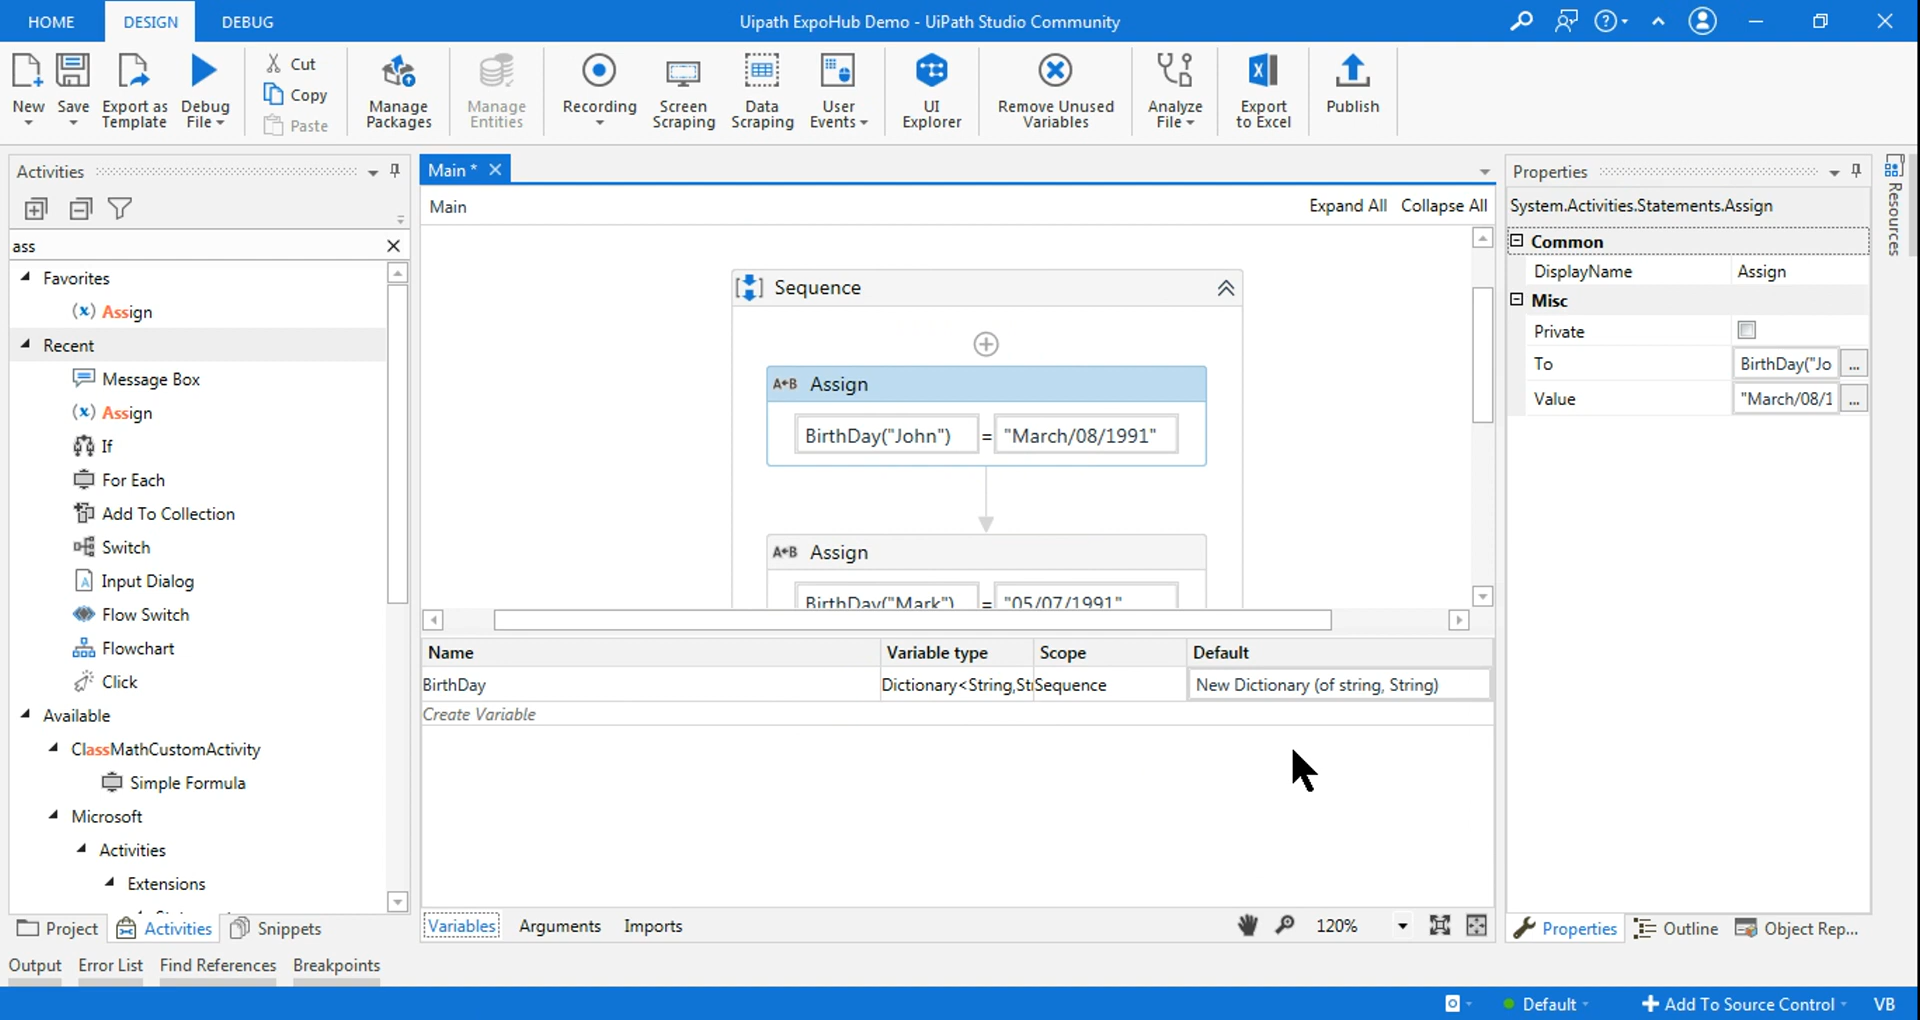 HOME DESIGN DEBUG Uipath ExpoHub Demo - UiPath Studio Community
New Save Export as Template Debug File Cut Copy Paste Manage Packages Manage Entities Recording Screen Scraping Data Scraping User Events UI Explorer Remove Unused Variables Analyze File Export to Excel Publish
Activities
ass
Favorites
(x) Assign
Recent
Message Box
(x) Assign
If
For Each
Add To Collection
Switch
Input Dialog
Flow Switch
Flowchart
Click
Available
ClassMathCustomActivity
Simple Formula
Microsoft
Activities
Extensions
Project Activities Snippets
Main *
Main Expand All Collapse All
Sequence
A+B Assign
BirthDay("John") = "March/08/1991"
A+B Assign
BirthDay("Mark") = "05/07/1991"
Name Variable type Scope Default
BirthDay Dictionary<String,Stı Sequence New Dictionary (of string, String)
Create Variable
Variables Arguments Imports 120%
Properties
System.Activities.Statements.Assign
Common
DisplayName Assign
Misc
Private
To BirthDay("Jo ...
Value "March/08/1 ...
Properties Outline Object Rep...
Resources
Output Error List Find References Breakpoints
Default Add To Source Control VB